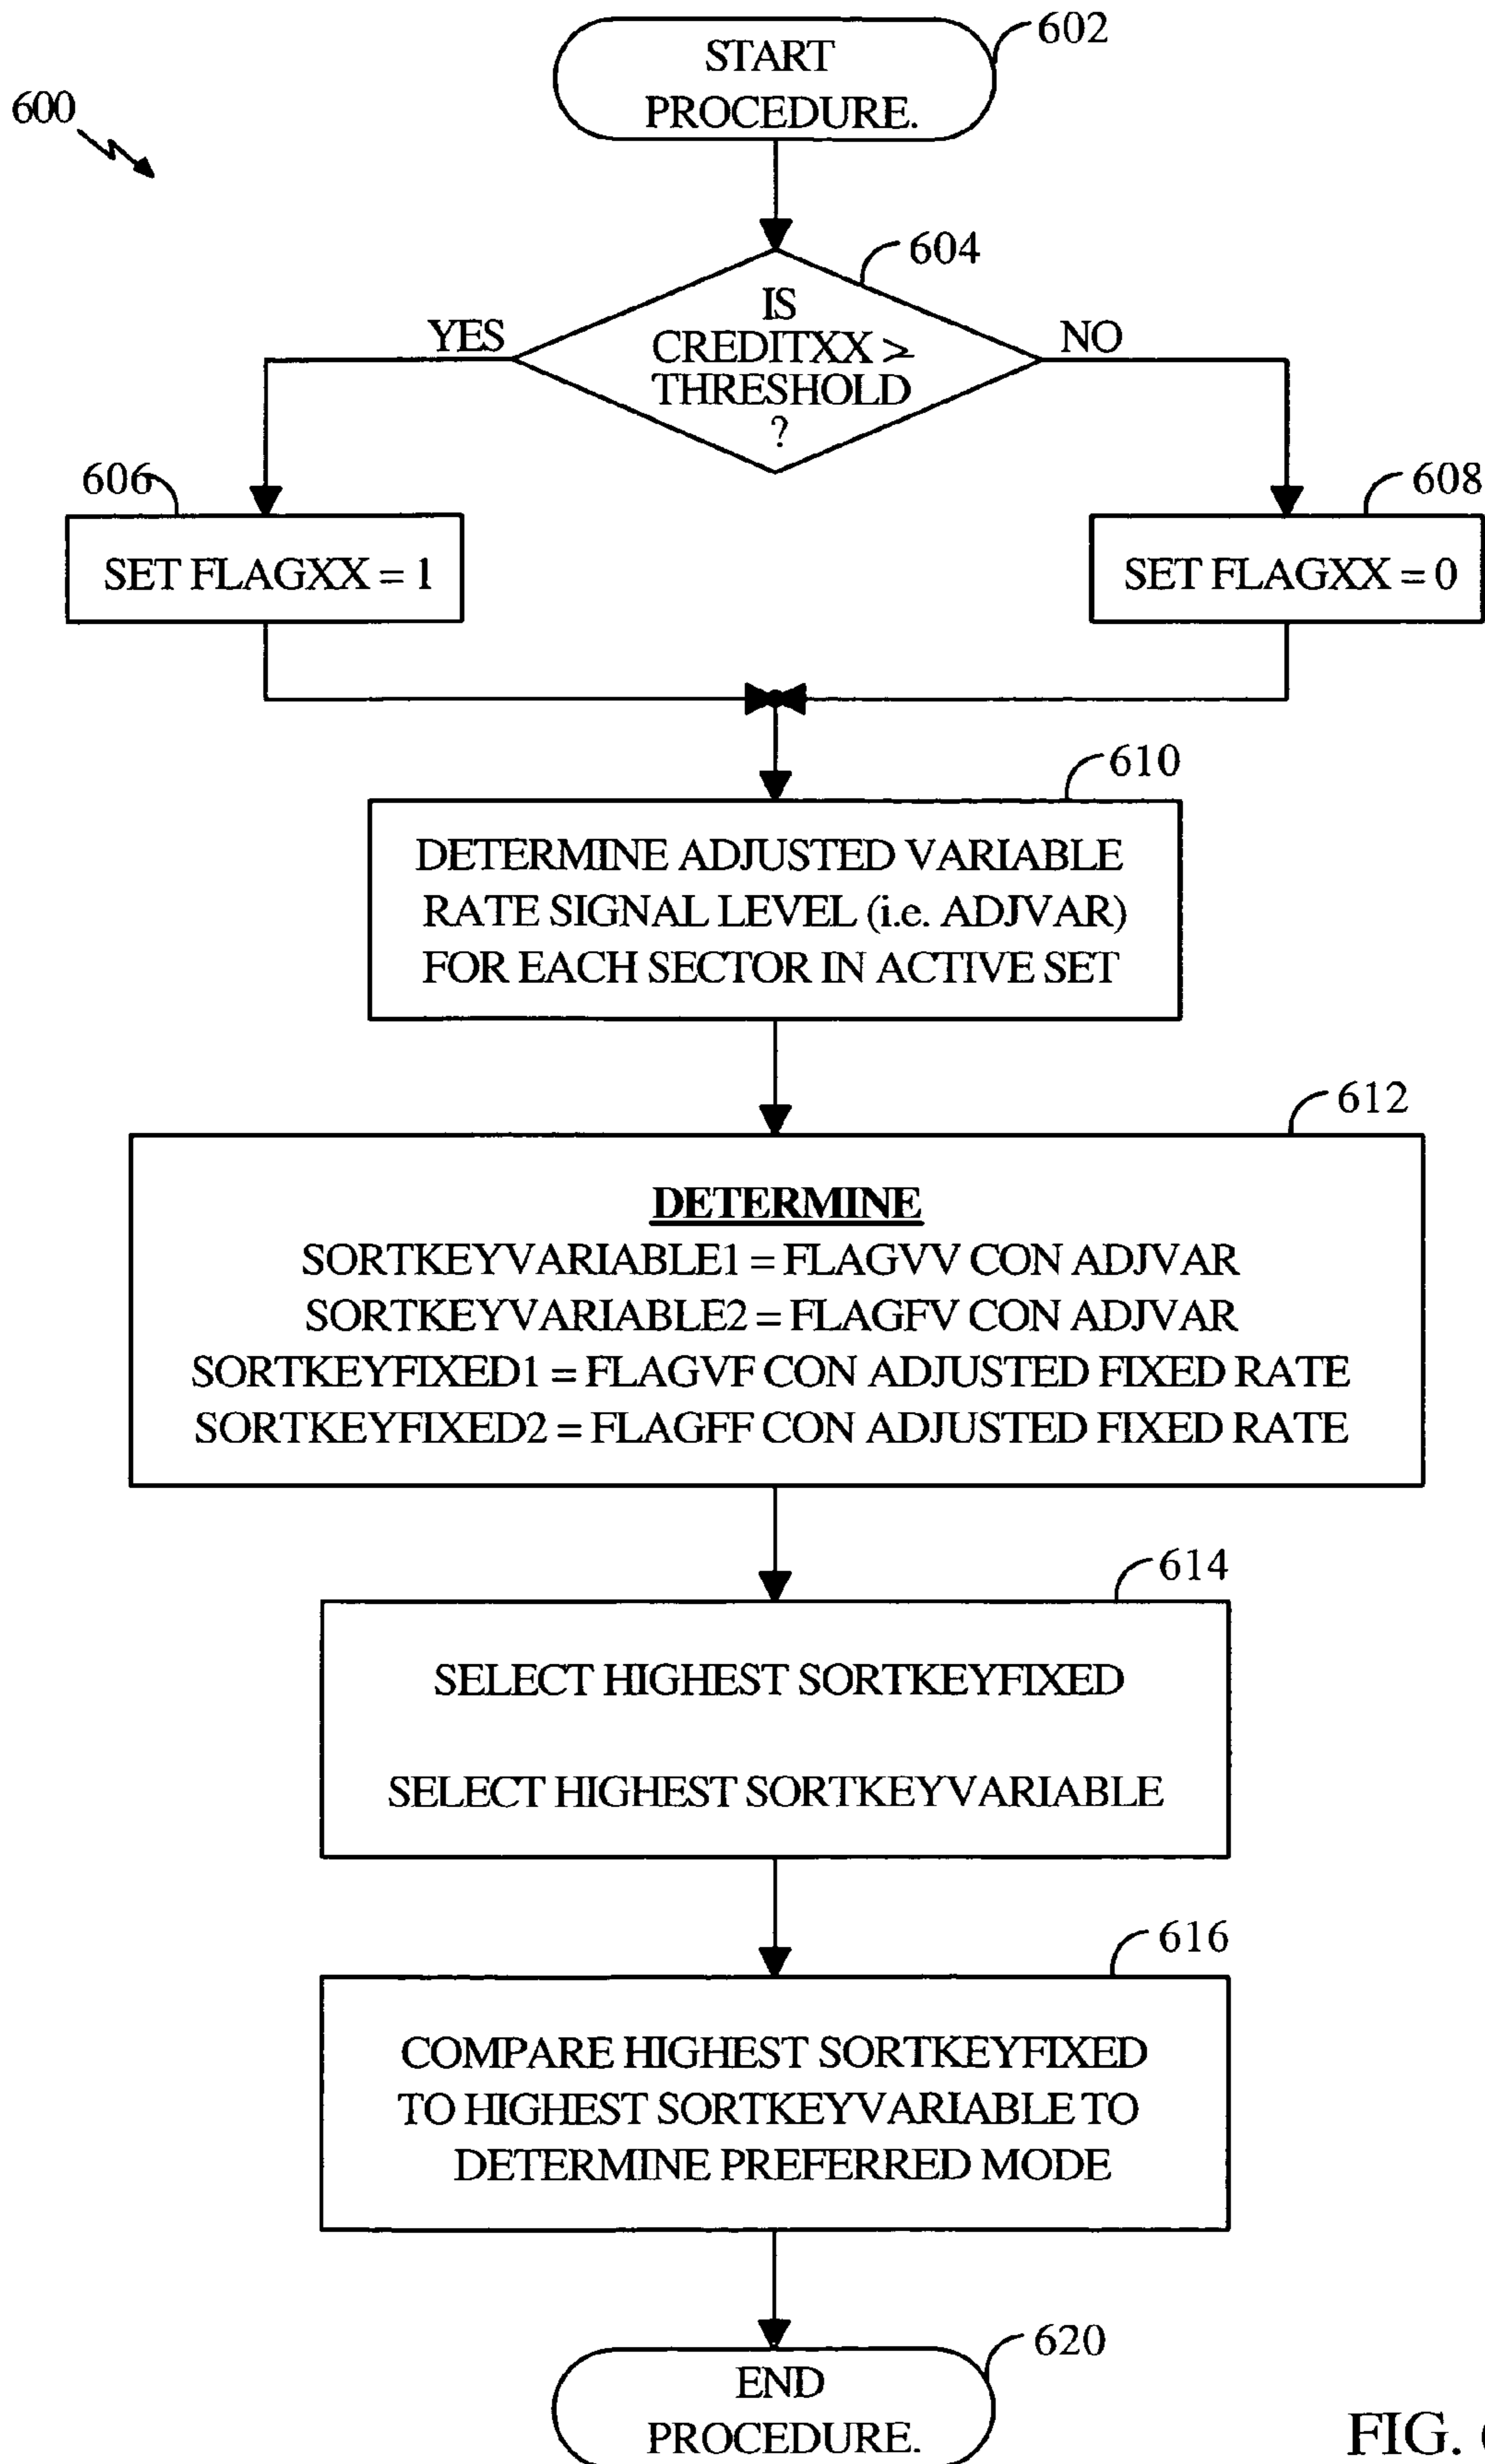 602
START
PROCEDURE.
600
604
IS
CREDITXX ≥
THRESHOLD
?
YES
NO
606
608
SET FLAGXX = 1
SET FLAGXX = 0
610
DETERMINE ADJUSTED VARIABLE
RATE SIGNAL LEVEL (i.e. ADJVAR)
FOR EACH SECTOR IN ACTIVE SET
612
DETERMINE
SORTKEYVARIABLE1 = FLAGVV CON ADJVAR
SORTKEYVARIABLE2 = FLAGFV CON ADJVAR
SORTKEYFIXED1 = FLAGVF CON ADJUSTED FIXED RATE
SORTKEYFIXED2 = FLAGFF CON ADJUSTED FIXED RATE
614
SELECT HIGHEST SORTKEYFIXED
SELECT HIGHEST SORTKEYVARIABLE
616
COMPARE HIGHEST SORTKEYFIXED
TO HIGHEST SORTKEYVARIABLE TO
DETERMINE PREFERRED MODE
620
END
PROCEDURE.
FIG.